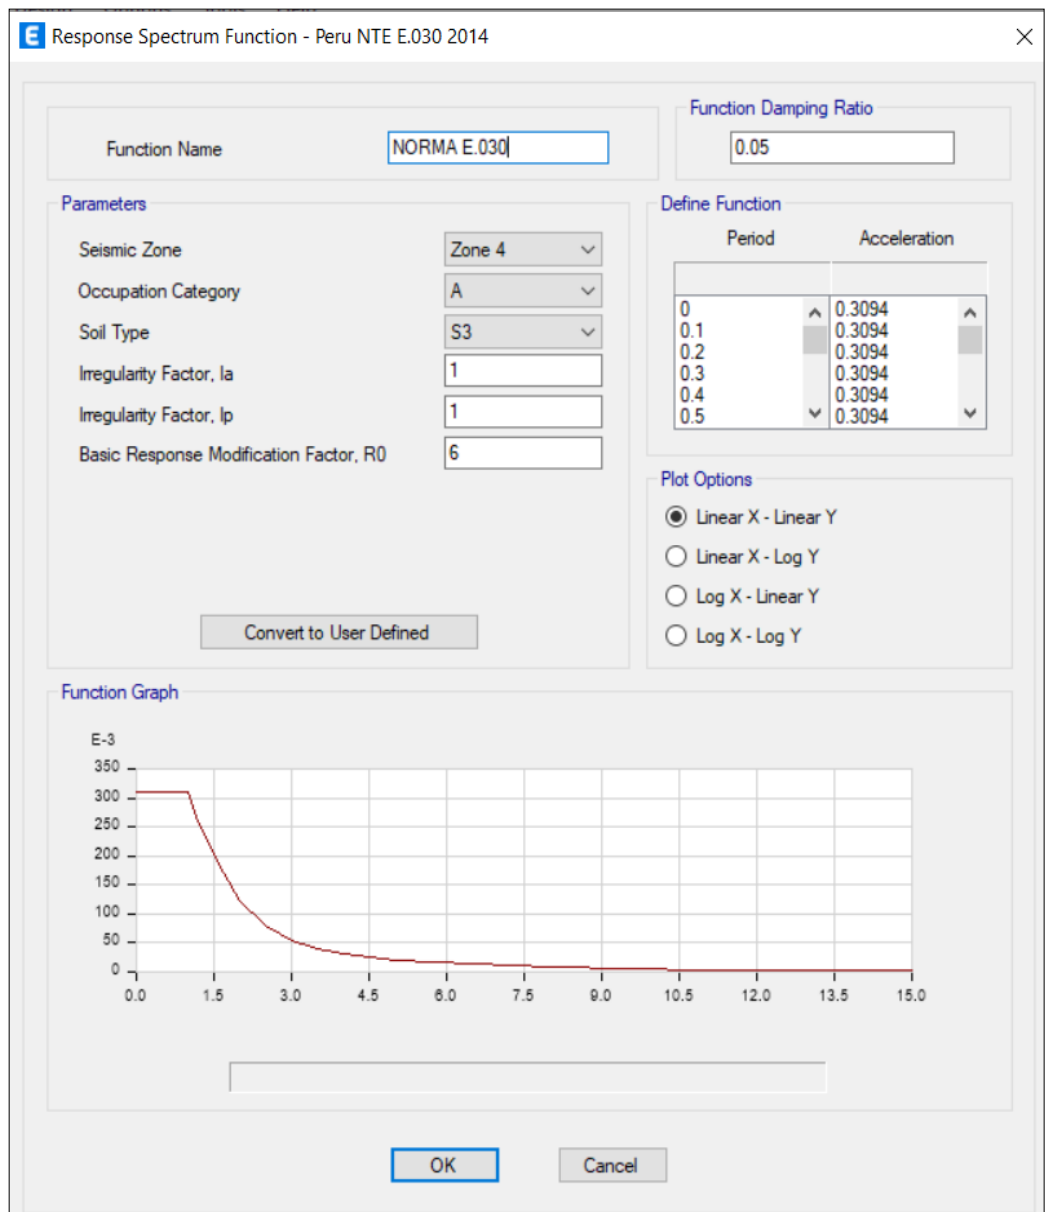 E Response Spectrum Function - Peru NTE E.030 2014
Function Name
NORMA E.030
Function Damping Ratio
0.05
Parameters
Seismic Zone
Zone 4
Occupation Category
A
Soil Type
S3
Irregularity Factor, Ia
1
Irregularity Factor, Ip
1
Basic Response Modification Factor, R0
6
Convert to User Defined
Define Function
Period Acceleration
0 0.3094
0.1 0.3094
0.2 0.3094
0.3 0.3094
0.4 0.3094
0.5 0.3094
Plot Options
Linear X - Linear Y
Linear X - Log Y
Log X - Linear Y
Log X - Log Y
Function Graph
E-3
350
300
250
200
150
100
50
0
0.0 1.5 3.0 4.5 6.0 7.5 9.0 10.5 12.0 13.5 15.0
OK
Cancel